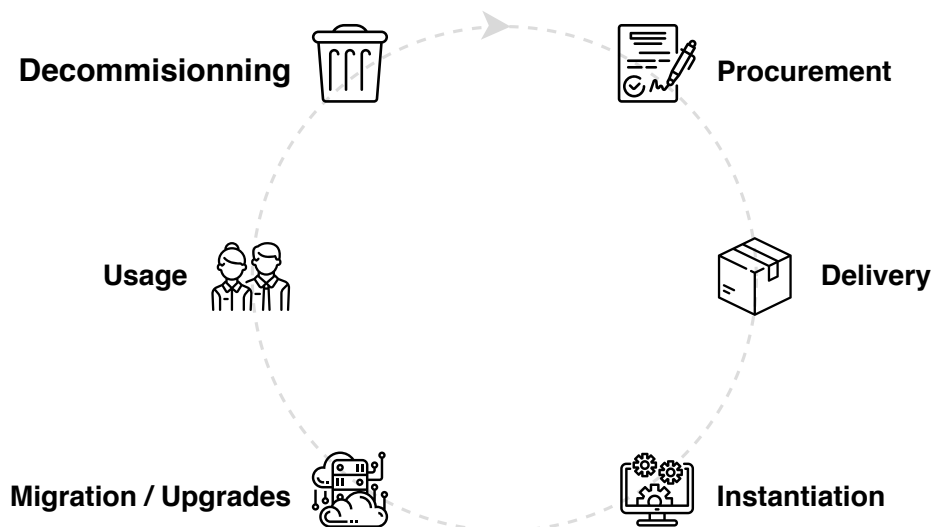 Decommisionning
Procurement
Usage
Delivery
Migration / Upgrades
Instantiation